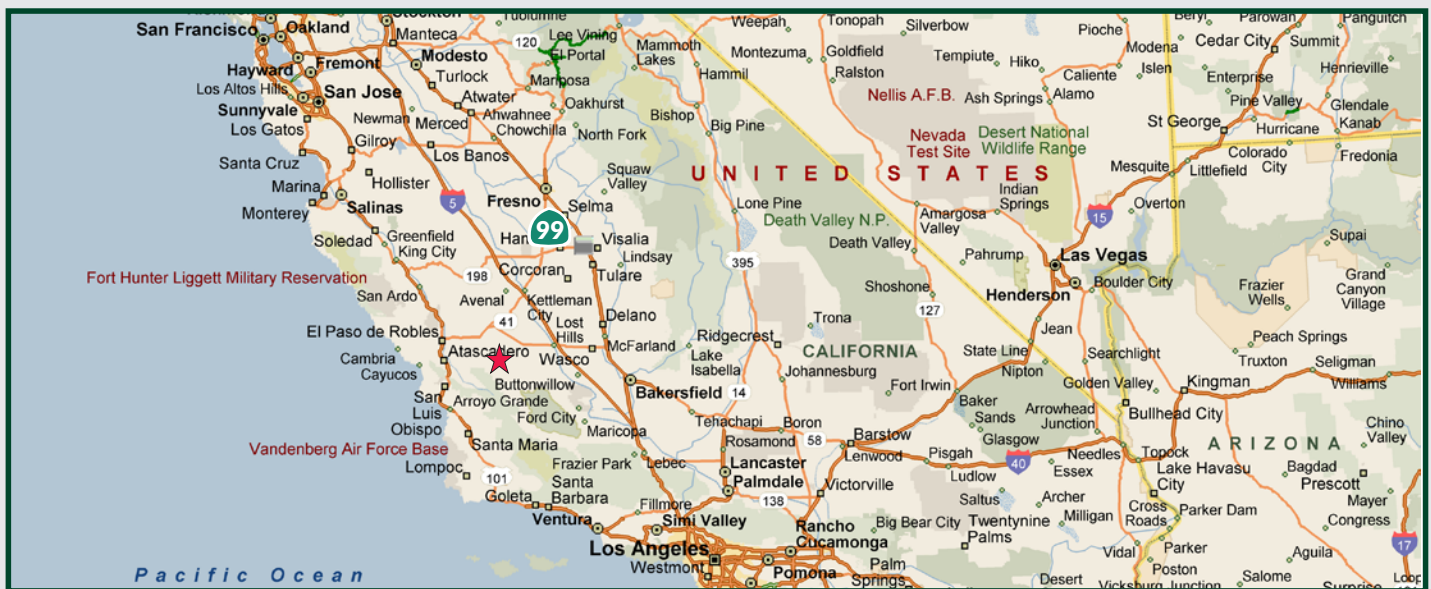 San Francisco
Oakland
Manteca
Hayward
Fremont
Modesto
Los Altos Hills
San Jose
Turlock
Sunnyvale
Los Gatos
Newman
Merced
Atwater
Ahwahnee
Chowchilla
Gilroy
Los Banos
Santa Cruz
Hollister
Marina
Monterey
Salinas
Soledad
Greenfield
King City
Fort Hunter Liggett Military Reservation
San Ardo
El Paso de Robles
Atascadero
Cambria
Cayucos
San
Luis
Obispo
Arroyo Grande
Vandenberg Air Force Base
Santa Maria
Lompoc
Goleta
Santa
Barbara
Ventura
Pacific Ocean
Tuolumne
120
Lee Vining
El Portal
Mariposa
Oakhurst
North Fork
Mammoth
Lakes
Hammil
Bishop
Big Pine
Squaw
Valley
Fresno
Selma
5
99
Visalia
Lindsay
Corcoran
Tulare
198
Avenal
Kettleman
City
41
Lost
Hills
Delano
McFarland
Wasco
Buttonwillow
Ford City
Maricopa
Bakersfield
Frazier Park
Lebec
101
Fillmore
Simi Valley
Los Angeles
Westmont
Weepah
Tonopah
Silverbow
Montezuma
Goldfield
Ralston
Tempiute
Hiko
Pioche
Caliente
Alamo
Ash Springs
Nellis A.F.B.
Nevada
Test Site
Desert National
Wildlife Range
UNITED STATES
Lone Pine
Death Valley N.P.
Death Valley
Amargosa
Valley
Indian
Springs
395
Pahrump
Shoshone
127
Trona
Ridgecrest
CALIFORNIA
Lake
Isabella
Johannesburg
14
Tehachapi
Boron
Rosamond
58
Lancaster
Palmdale
138
Barstow
Lenwood
Victorville
Rancho
Cucamonga
Pomona
Big Bear City
Palm
Springs
Twentynine
Palms
Fort Irwin
Baker
Sands
Glasgow
Pisgah
Ludlow
40
Saltus
Archer
Milligan
Essex
Needles
Arrowhead
Junction
Golden Valley
Searchlight
Nipton
State Line
Jean
Henderson
Las Vegas
Boulder City
15
Overton
Mesquite
Littlefield
St George
Hurricane
Pine Valley
Enterprise
Cedar City
Summit
Beryl
Parowan
Panguitch
Modena
Islen
Henrieville
Glendale
Kanab
Colorado
City
Fredonia
Supai
Grand
Canyon
Village
Frazier
Wells
Peach Springs
Truxton
Seligman
Williams
Kingman
Bullhead City
Chino
Valley
ARIZONA
Topock
Lake Havasu
City
Bagdad
Prescott
Mayer
Congress
Cross
Roads
Parker Dam
17
Vidal
Parker
Poston
Aguila
Salome
Desert
Vicksburg Junction